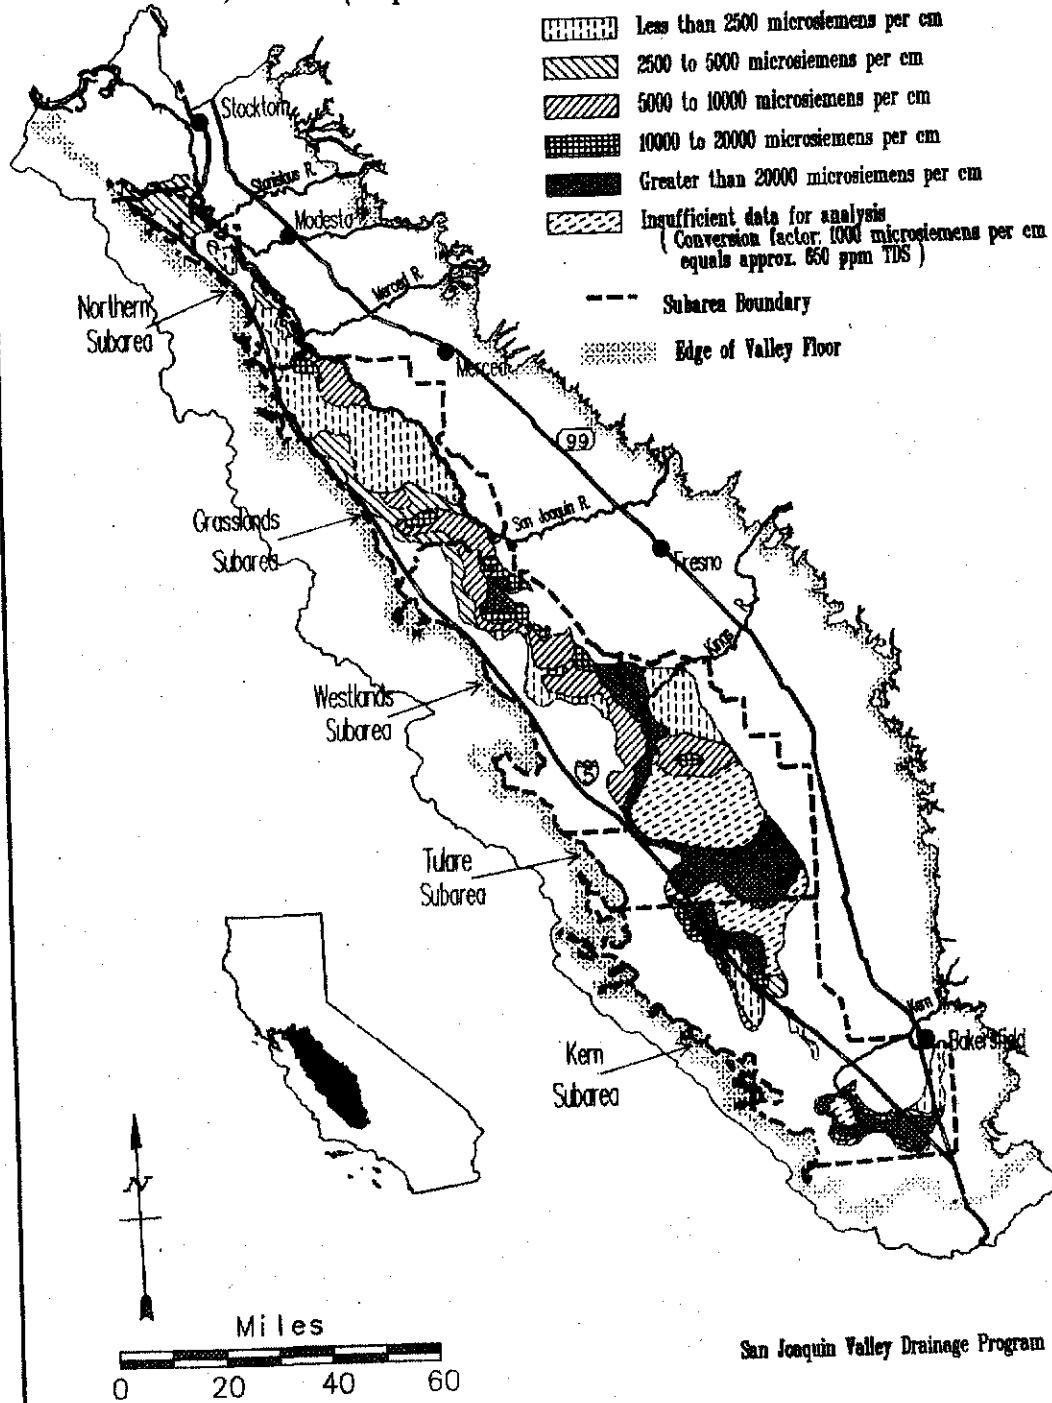 Less than 2500 microsiemens per cm
2500 to 5000 microsiemens per cm
5000 to 10000 microsiemens per cm
10000 to 20000 microsiemens per cm
Greater than 20000 microsiemens per cm
Insufficient data for analysis
( Conversion factor: 1000 microsiemens per cm
equals approx. 650 ppm TDS )
Subarea Boundary
Edge of Valley Floor
Stockton
Stanislaus R.
Modesto
Merced R.
Northern
Subarea
Merced
99
Grasslands
Subarea
San Joaquin R.
Fresno
Kings R
Westlands
Subarea
5
Tulare
Subarea
Kern
Bakersfield
Kern
Subarea
N
Miles
0 20 40 60
San Joaquin Valley Drainage Program